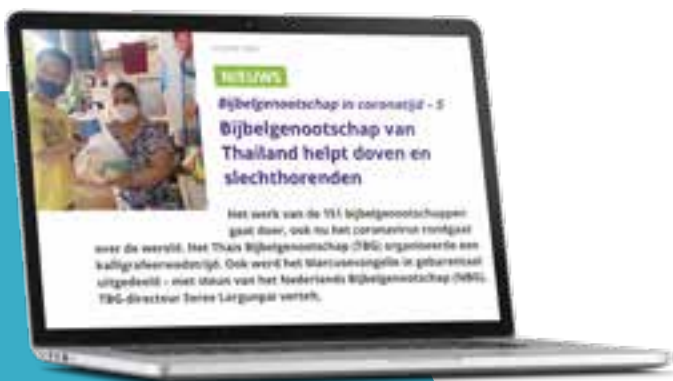 NIEUWS
Bijbelgenootschap in coronatijd – 5
Bijbelgenootschap van
Thailand helpt doven en
slechthorenden
Het werk van de 151 bijbelgenootschappen
gaat door, ook nu het coronavirus rondgaat
over de wereld. Het Thais Bijbelgenootschap (TBG) organiseerde een
kalligrafeerwedstrijd. Ook werd het Marcusevangelie in gebarentaal
uitgedeeld – met steun van het Nederlands Bijbelgenootschap (NBG).
TBG-directeur Seree Lorgunpai vertelt.